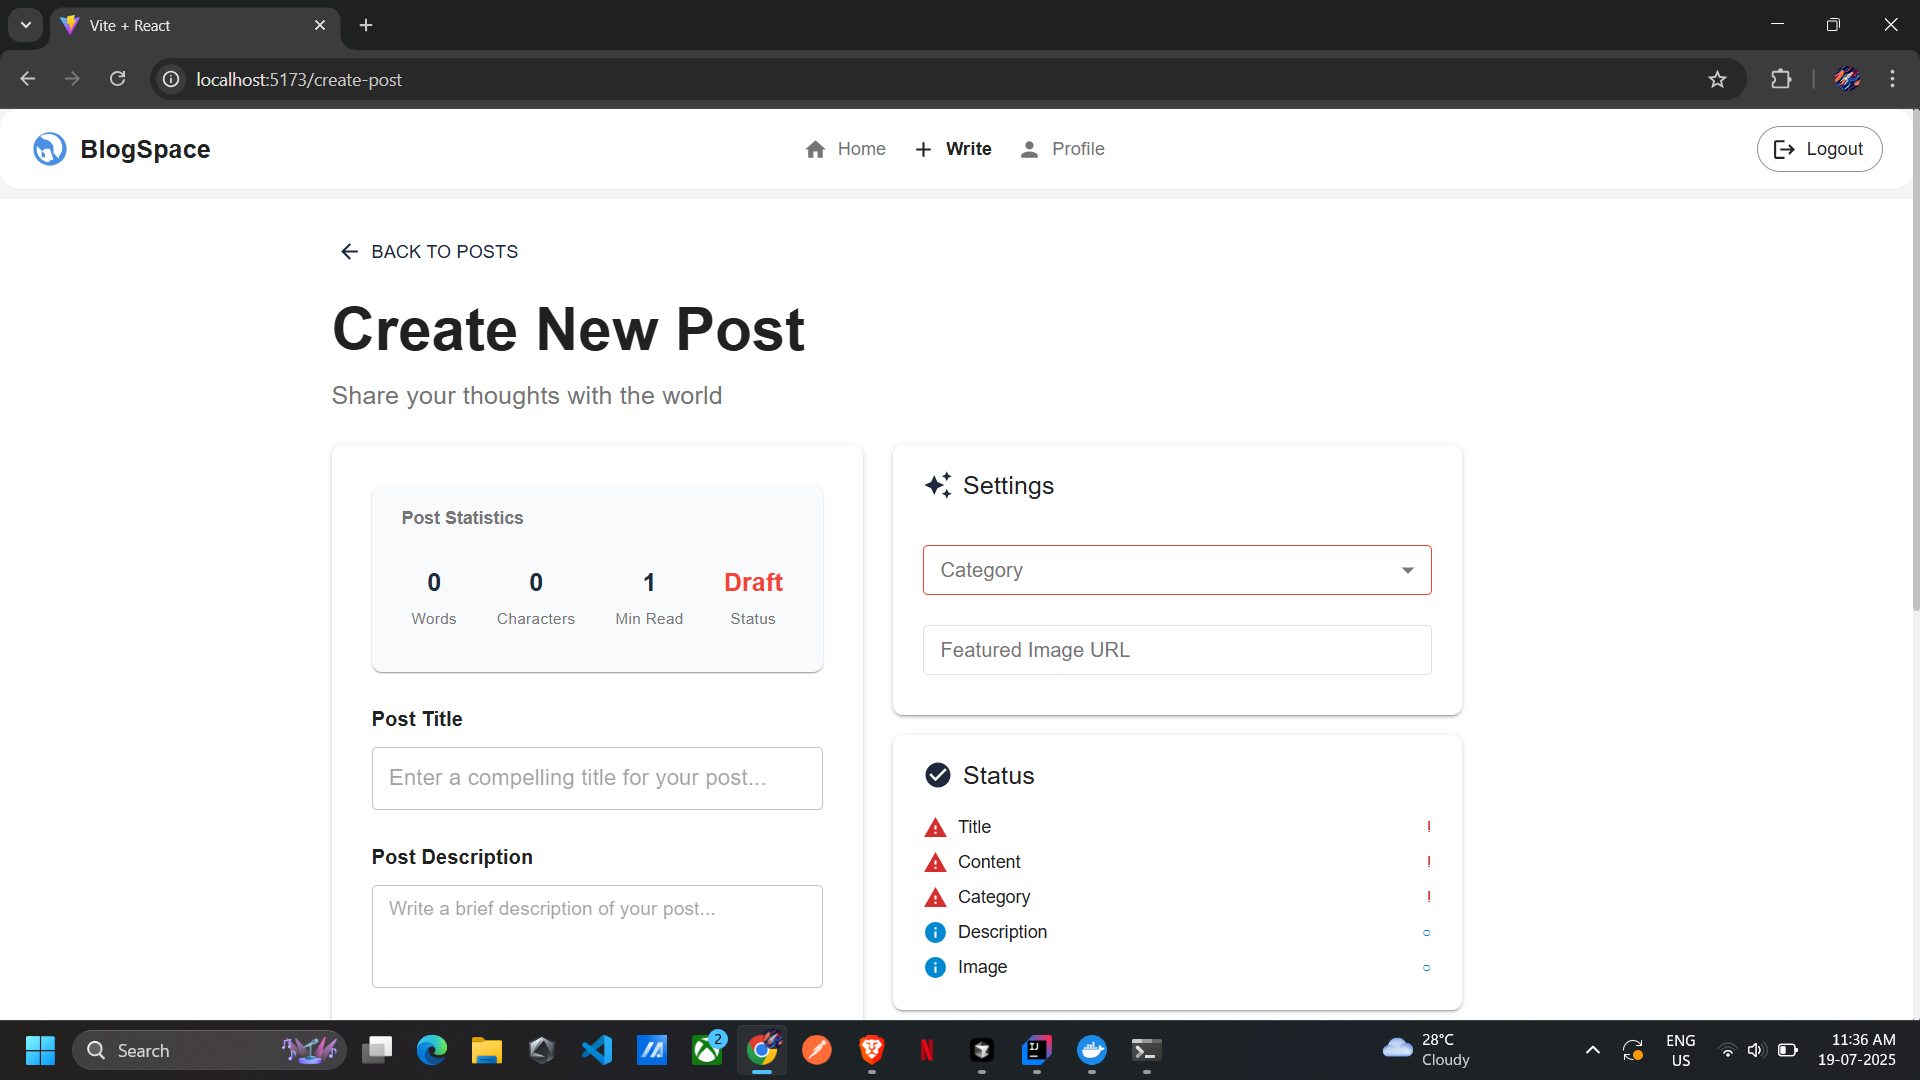 Vite + React
localhost:5173/create-post
BlogSpace
Home
Write
Profile
Logout
BACK TO POSTS
Create New Post
Share your thoughts with the world
Post Statistics
0 0 1 Draft
Words Characters Min Read Status
Post Title
Enter a compelling title for your post...
Post Description
Write a brief description of your post...
Settings
Category
Featured Image URL
Status
Title !
Content !
Category !
Description
Image
Search
2
28°C
Cloudy
ENG
US
11:36 AM
19-07-2025